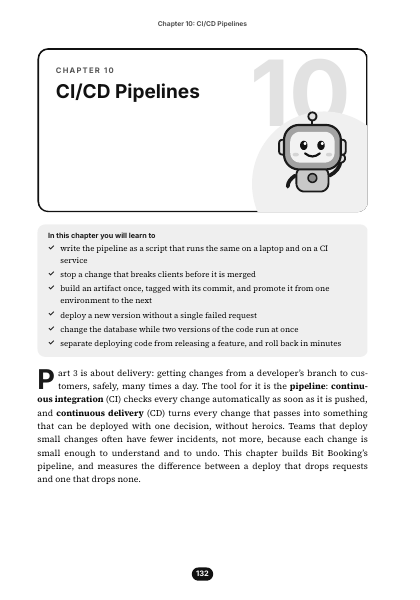 Chapter 10: CI/CD Pipelines
10
CHAPTER 10
CI/CD Pipelines
In this chapter you will learn to
✓ write the pipeline as a script that runs the same on a laptop and on a CI
service
✓ stop a change that breaks clients before it is merged
✓ build an artifact once, tagged with its commit, and promote it from one
environment to the next
✓ deploy a new version without a single failed request
✓ change the database while two versions of the code run at once
✓ separate deploying code from releasing a feature, and roll back in minutes
Part 3 is about delivery: getting changes from a developer's branch to cus-
tomers, safely, many times a day. The tool for it is the pipeline: continu-
ous integration (CI) checks every change automatically as soon as it is pushed,
and continuous delivery (CD) turns every change that passes into something
that can be deployed with one decision, without heroics. Teams that deploy
small changes often have fewer incidents, not more, because each change is
small enough to understand and to undo. This chapter builds Bit Booking's
pipeline, and measures the difference between a deploy that drops requests
and one that drops none.
132